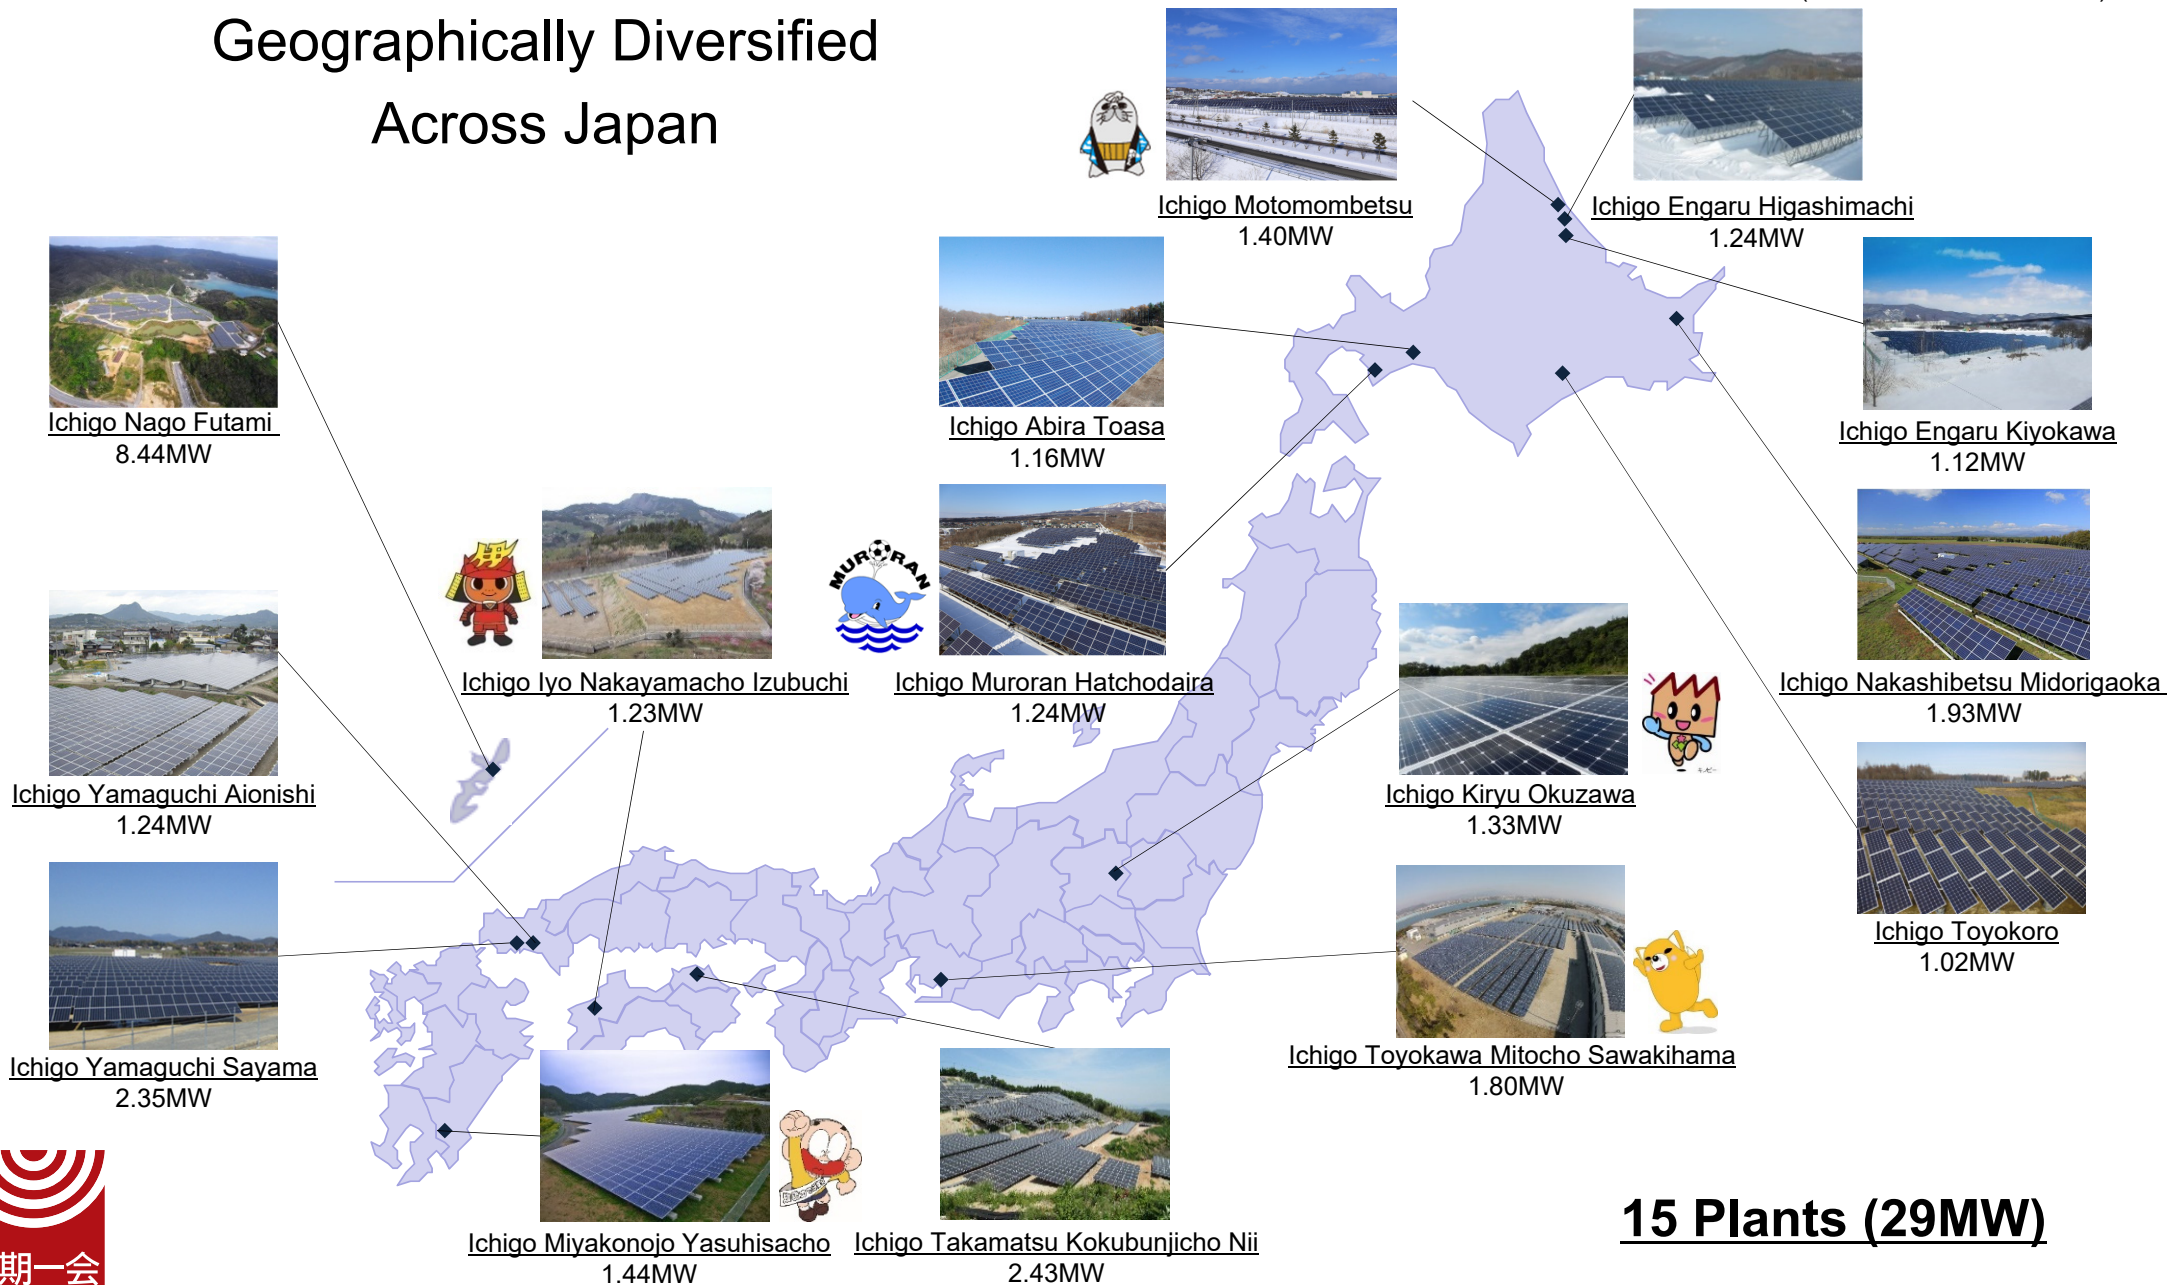 Geographically Diversified
Across Japan
Ichigo Motomombetsu
1.40MW
Ichigo Engaru Higashimachi
1.24MW
Ichigo Nago Futami
8.44MW
Ichigo Abira Toasa
1.16MW
Ichigo Engaru Kiyokawa
1.12MW
MURORAN
Ichigo Iyo Nakayamacho Izubuchi
1.23MW
Ichigo Muroran Hatchodaira
1.24MW
Ichigo Nakashibetsu Midorigaoka
1.93MW
Ichigo Yamaguchi Aionishi
1.24MW
Ichigo Kiryu Okuzawa
1.33MW
Ichigo Toyokoro
1.02MW
Ichigo Yamaguchi Sayama
2.35MW
Ichigo Toyokawa Mitocho Sawakihama
1.80MW
Ichigo Miyakonojo Yasuhisacho
1.44MW
Ichigo Takamatsu Kokubunjicho Nii
2.43MW
15 Plants (29MW)
期一会